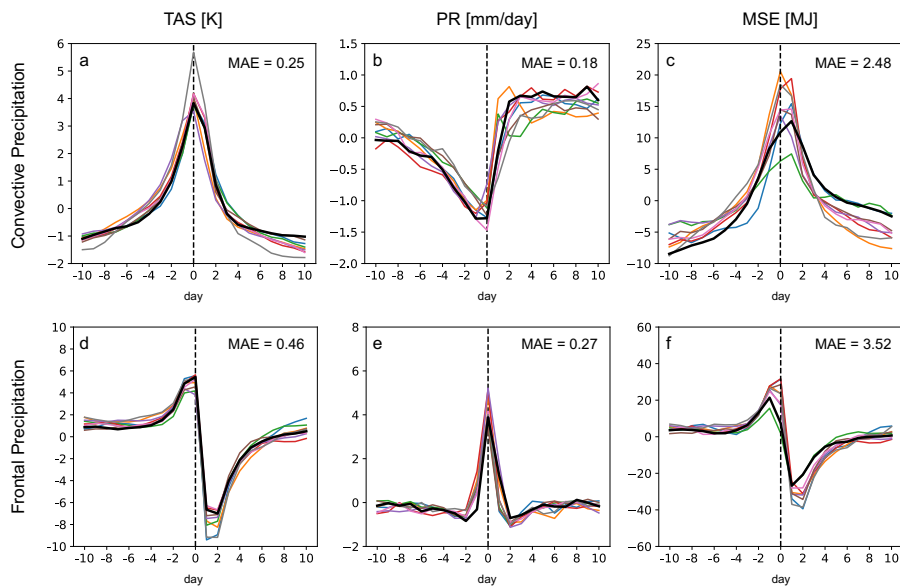 TAS [K]
PR [mm/day]
MSE [MJ]
Convective Precipitation
a
MAE = 0.25
6
5
4
3
2
1
0
-1
-2
-10 -8 -6 -4 -2 0 2 4 6 8 10
day
b
MAE = 0.18
1.5
1.0
0.5
0.0
-0.5
-1.0
-1.5
-2.0
-10 -8 -6 -4 -2 0 2 4 6 8 10
day
c
MAE = 2.48
25
20
15
10
5
0
-5
-10
-10 -8 -6 -4 -2 0 2 4 6 8 10
day
Frontal Precipitation
d
MAE = 0.46
10
8
6
4
2
0
-2
-4
-6
-8
-10
-10 -8 -6 -4 -2 0 2 4 6 8 10
day
e
MAE = 0.27
8
6
4
2
0
-2
-10 -8 -6 -4 -2 0 2 4 6 8 10
day
f
MAE = 3.52
60
40
20
0
-20
-40
-60
-10 -8 -6 -4 -2 0 2 4 6 8 10
day